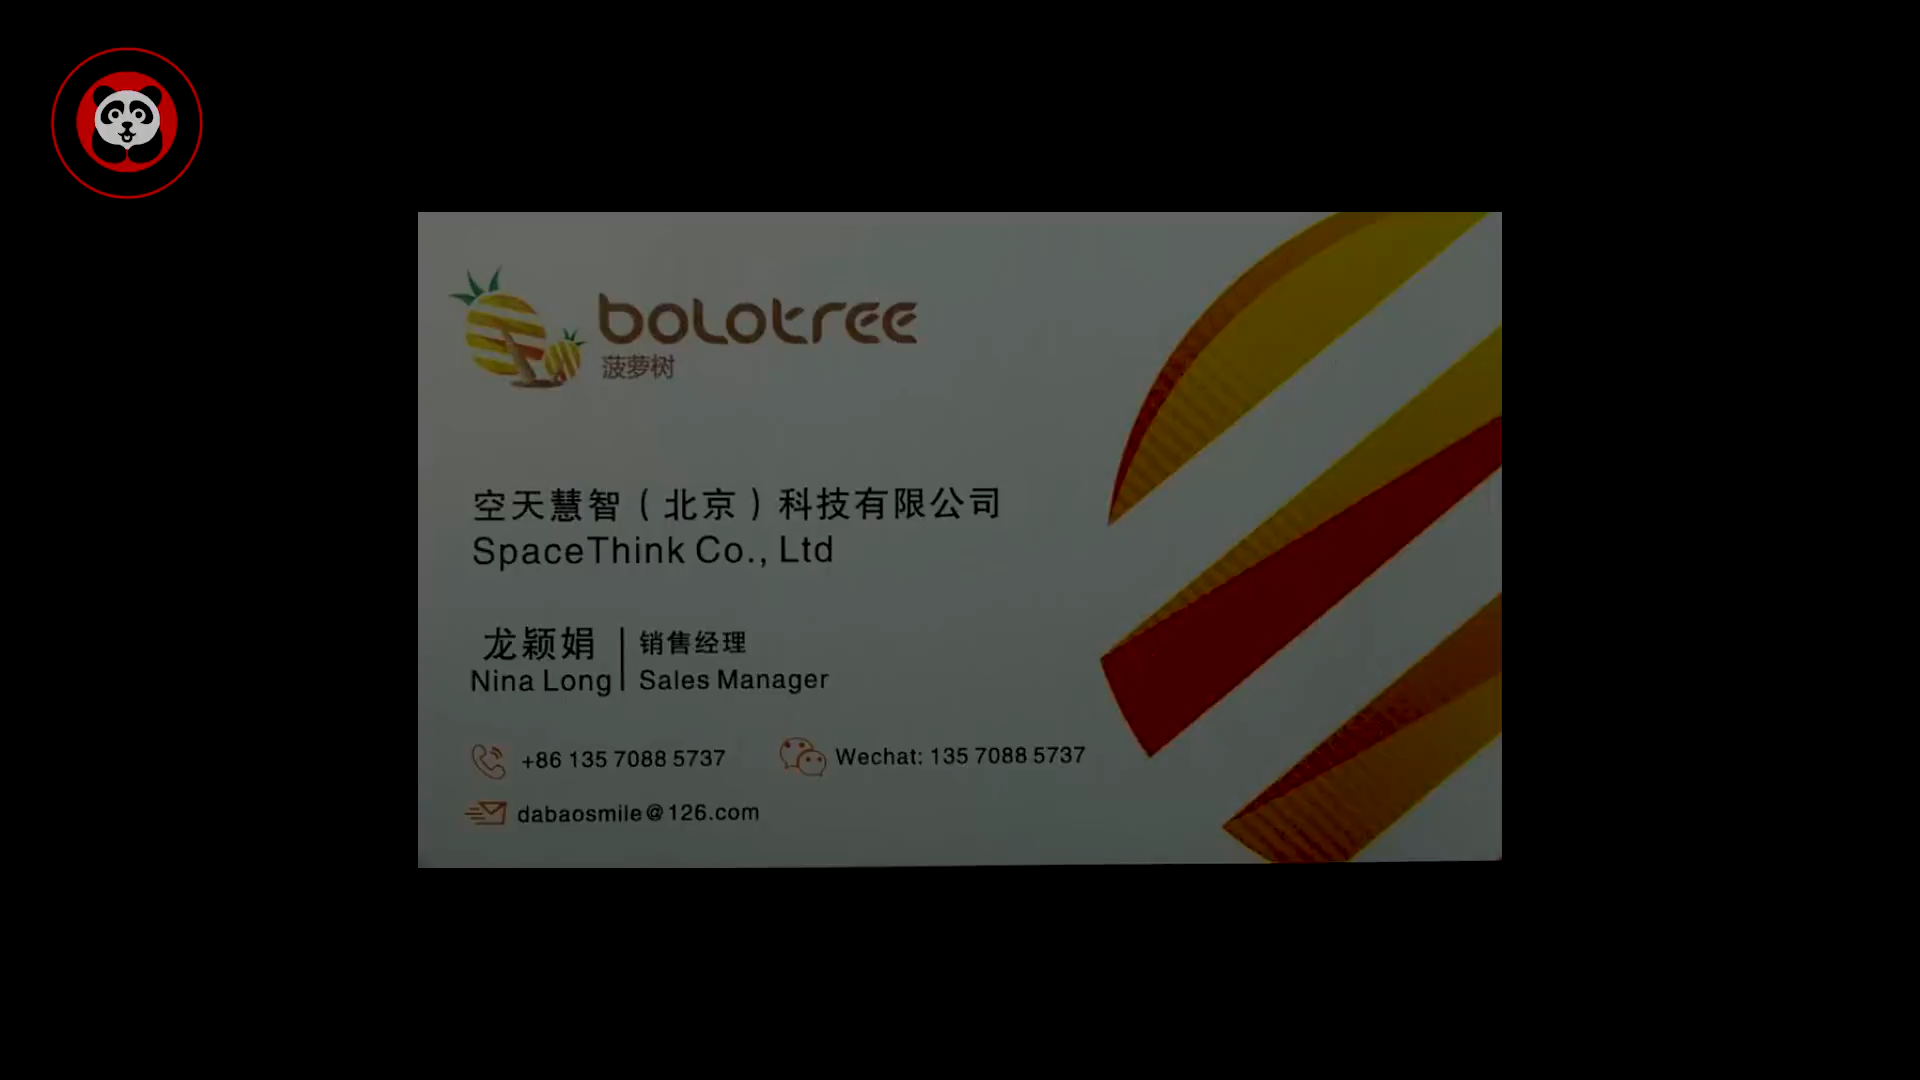 bolotree
菠萝树
空天慧智（北京）科技有限公司
SpaceThink Co., Ltd
龙颖娟
Nina Long
销售经理
Sales Manager
+86 135 7088 5737
Wechat: 135 7088 5737
dabaosmile@126.com